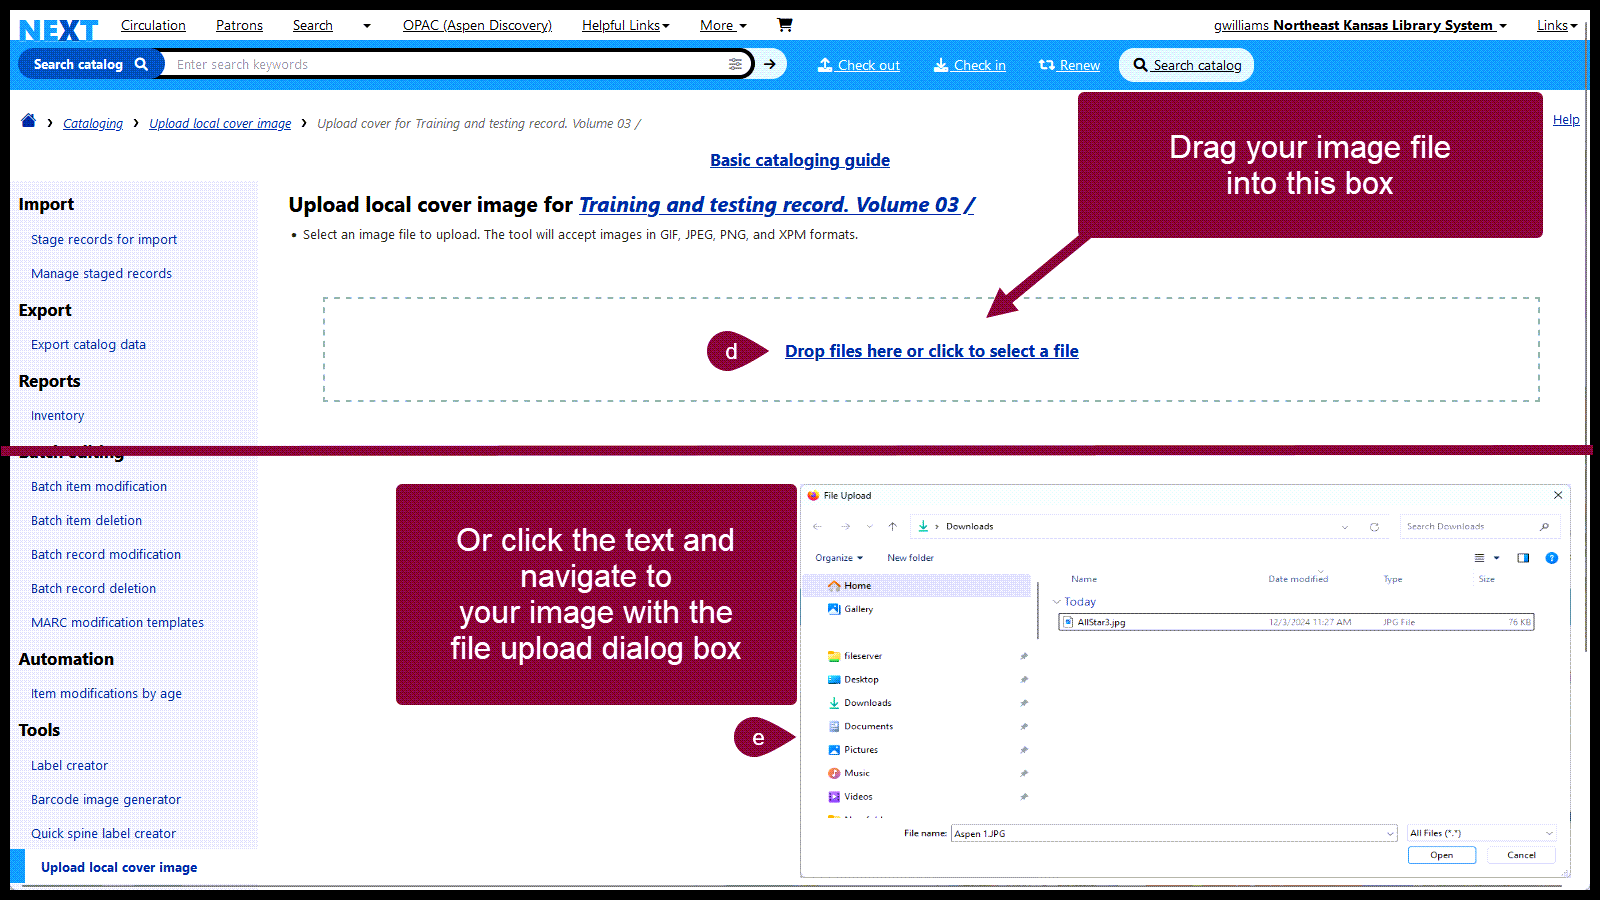 NEXT Circulation Patrons Search OPAC (Aspen Discovery) Helpful Links More gwilliams Northeast Kansas Library System Links
Search catalog Enter search keywords Check out Check in Renew Search catalog
Cataloging Upload local cover image Upload cover for Training and testing record. Volume 03 / Help
Drag your image file
into this box
Basic cataloging guide
Upload local cover image for Training and testing record. Volume 03 /
Select an image file to upload. The tool will accept images in GIF, JPEG, PNG, and XPM formats.
d Drop files here or click to select a file
Import
Stage records for import
Manage staged records
Export
Export catalog data
Reports
Inventory
Batch editing
Batch item modification
Batch item deletion
Batch record modification
Batch record deletion
MARC modification templates
Automation
Item modifications by age
Tools
Label creator
Barcode image generator
Quick spine label creator
Upload local cover image
Or click the text and
navigate to
your image with the
file upload dialog box
e
File Upload
Downloads Search Downloads
Organize New folder
Name Date modified Type Size
Today
AllStar3.jpg 12/3/2024 11:27 AM JPG File 76 KB
Home
Gallery
fileserver
Desktop
Downloads
Documents
Pictures
Music
Videos
File name: Aspen 1.JPG All Files (*.*)
Open Cancel